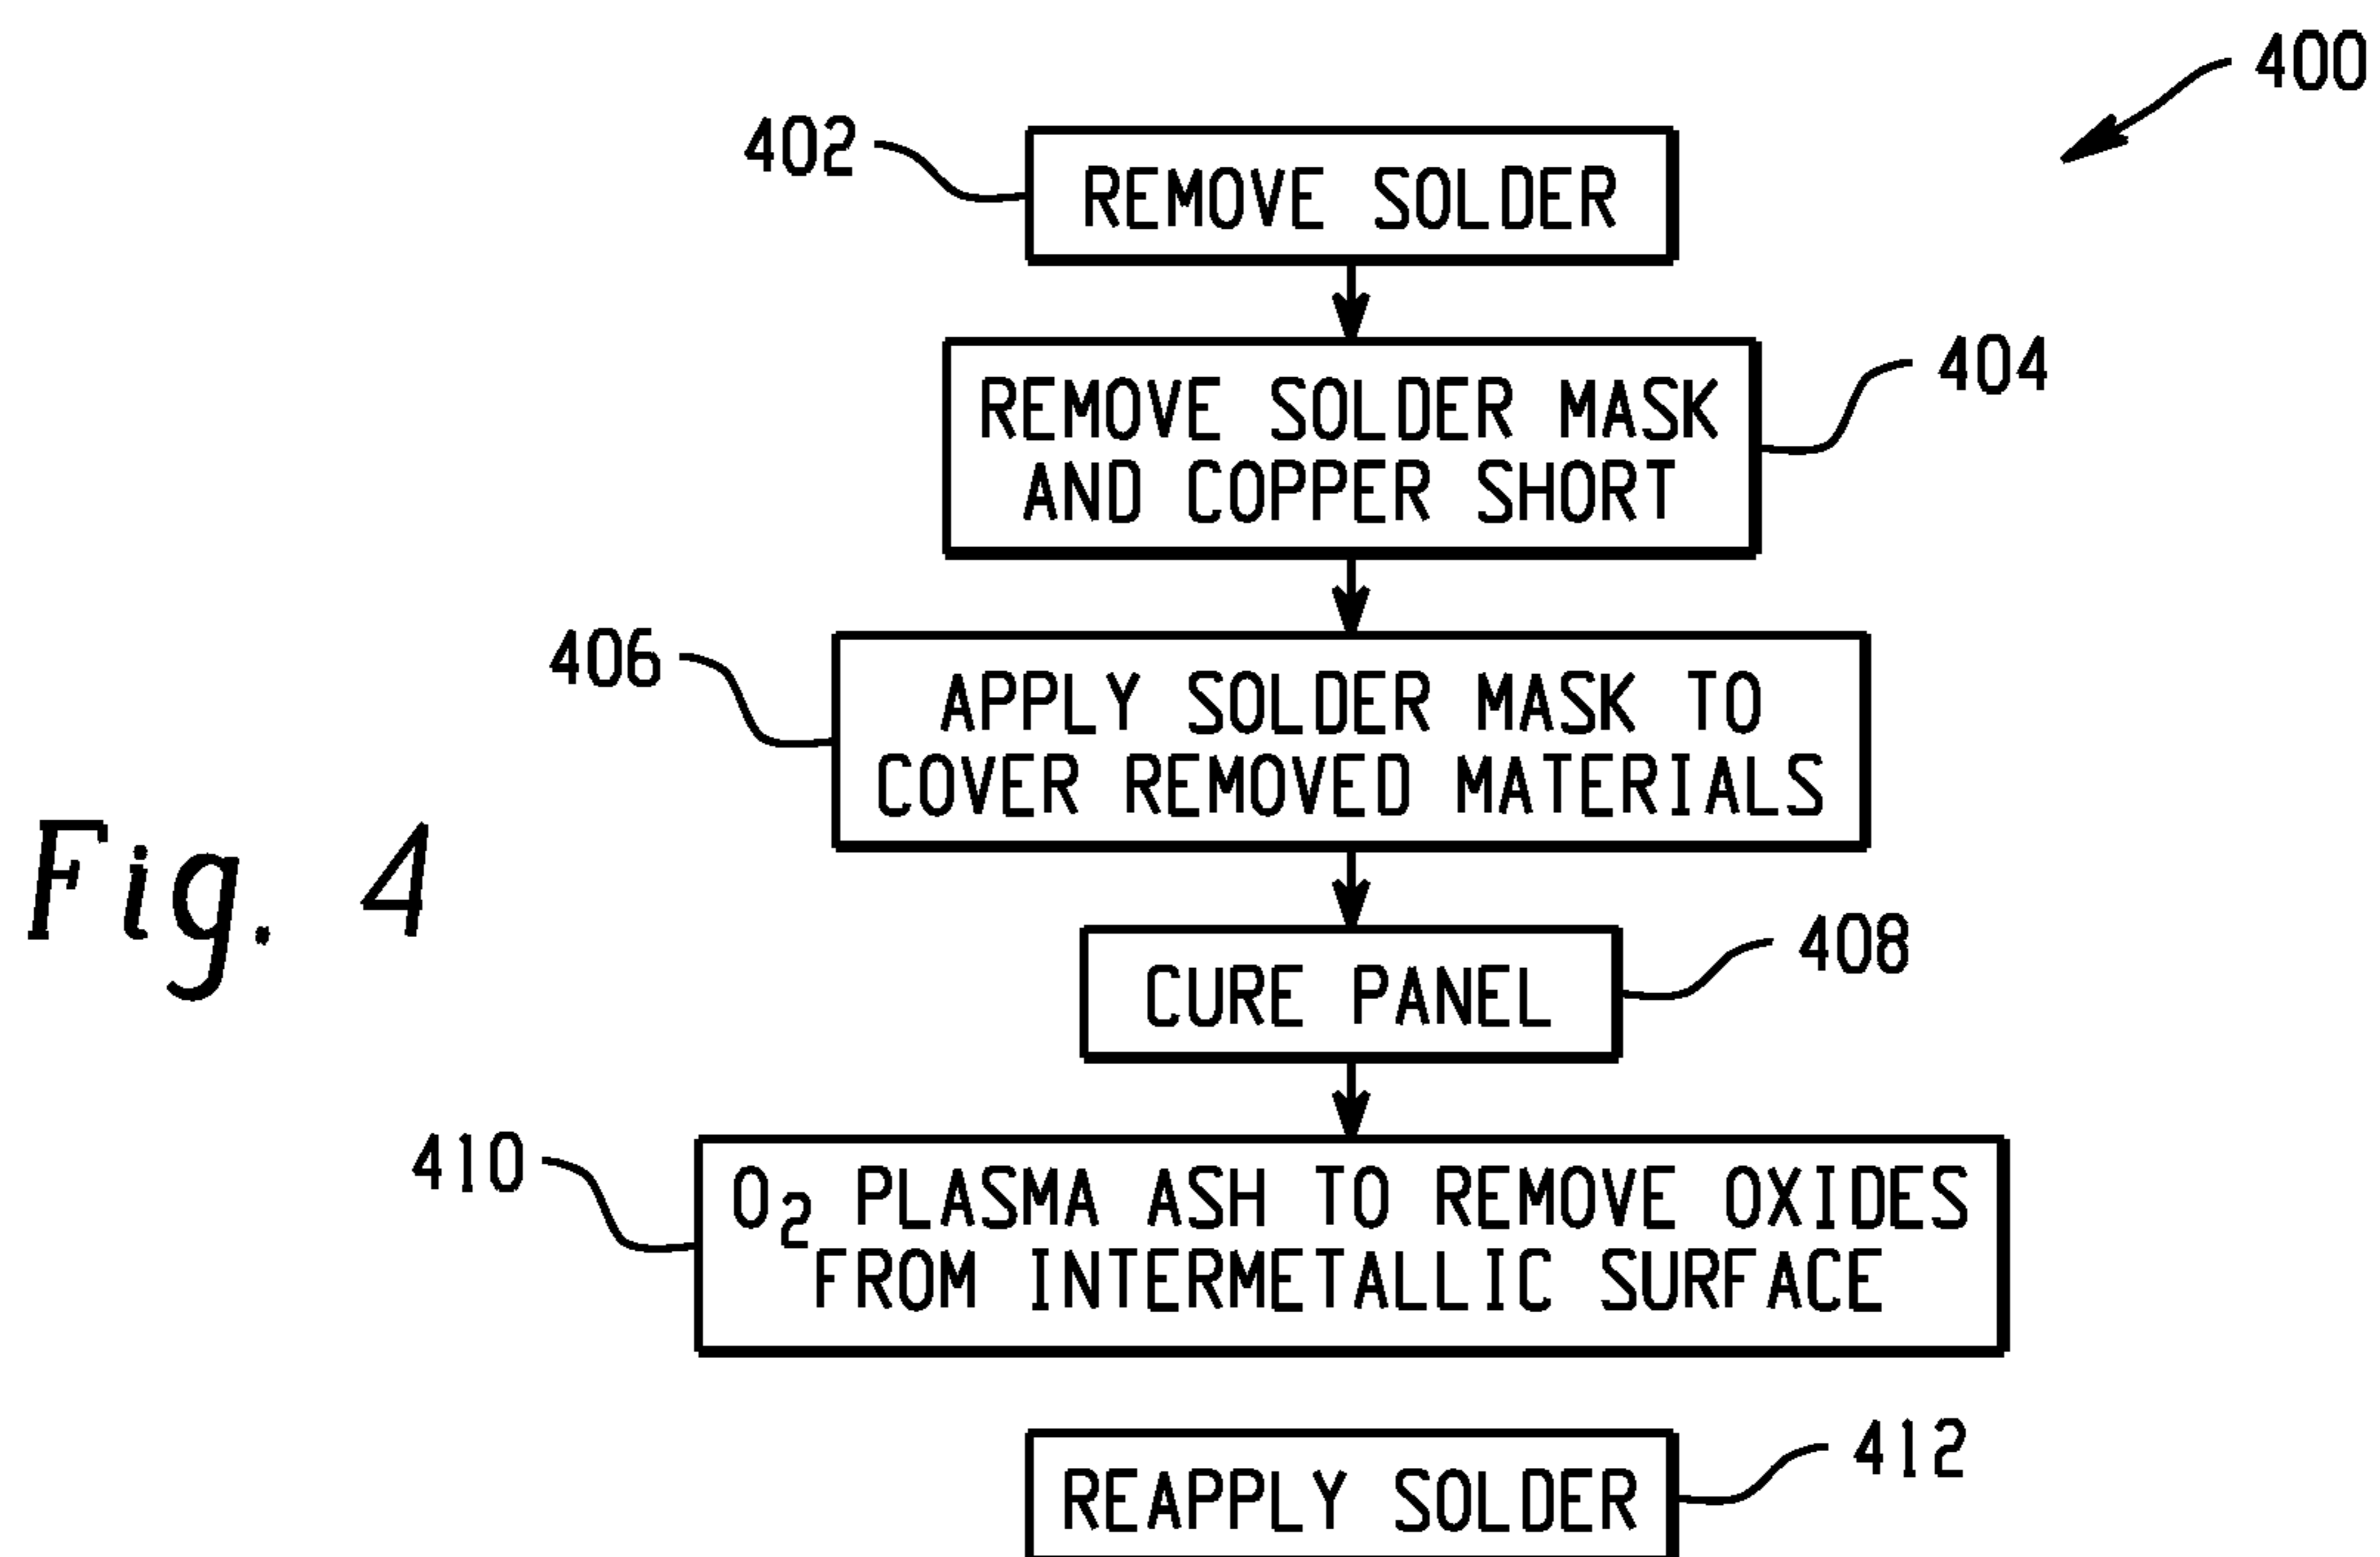 400
402
REMOVE SOLDER
404
REMOVE SOLDER MASK
AND COPPER SHORT
406
APPLY SOLDER MASK TO
COVER REMOVED MATERIALS
Fig. 4
408
CURE PANEL
410
O₂ PLASMA ASH TO REMOVE OXIDES
FROM INTERMETALLIC SURFACE
412
REAPPLY SOLDER